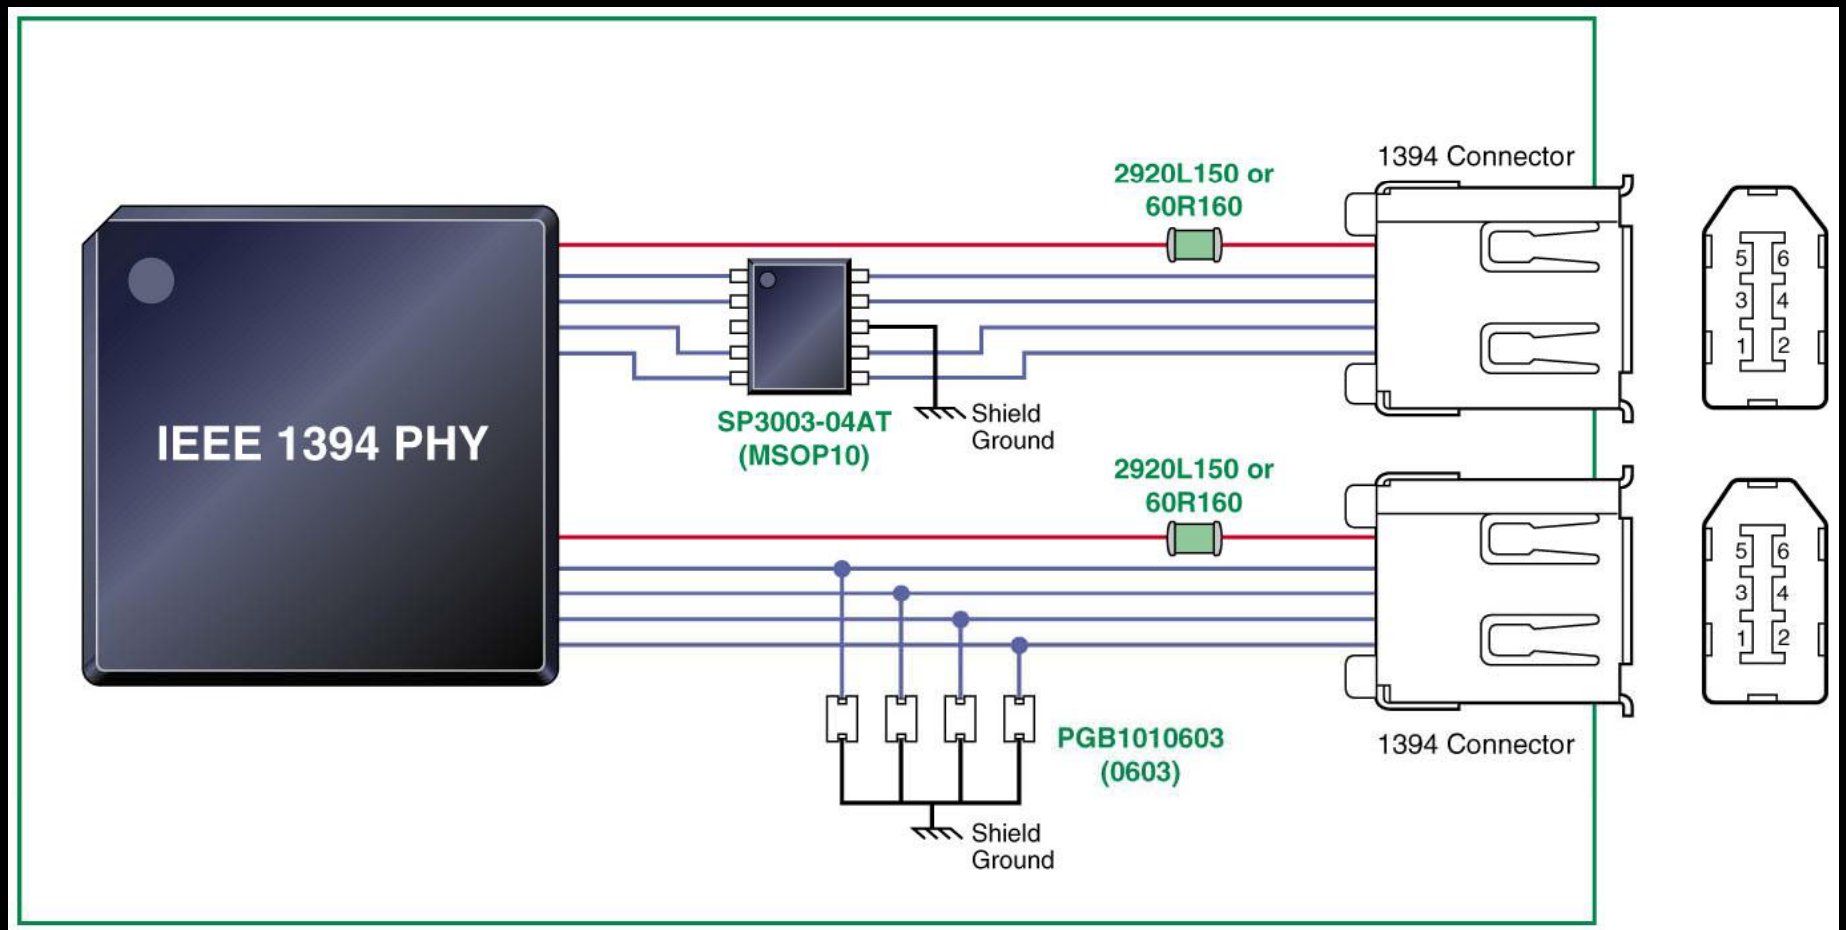 1394 Connector
2920L150 or
60R160
5 6
3 4
1 2
IEEE 1394 PHY
SP3003-04AT
(MSOP10)
Shield
Ground
2920L150 or
60R160
5 6
3 4
1 2
PGB1010603
(0603)
1394 Connector
Shield
Ground